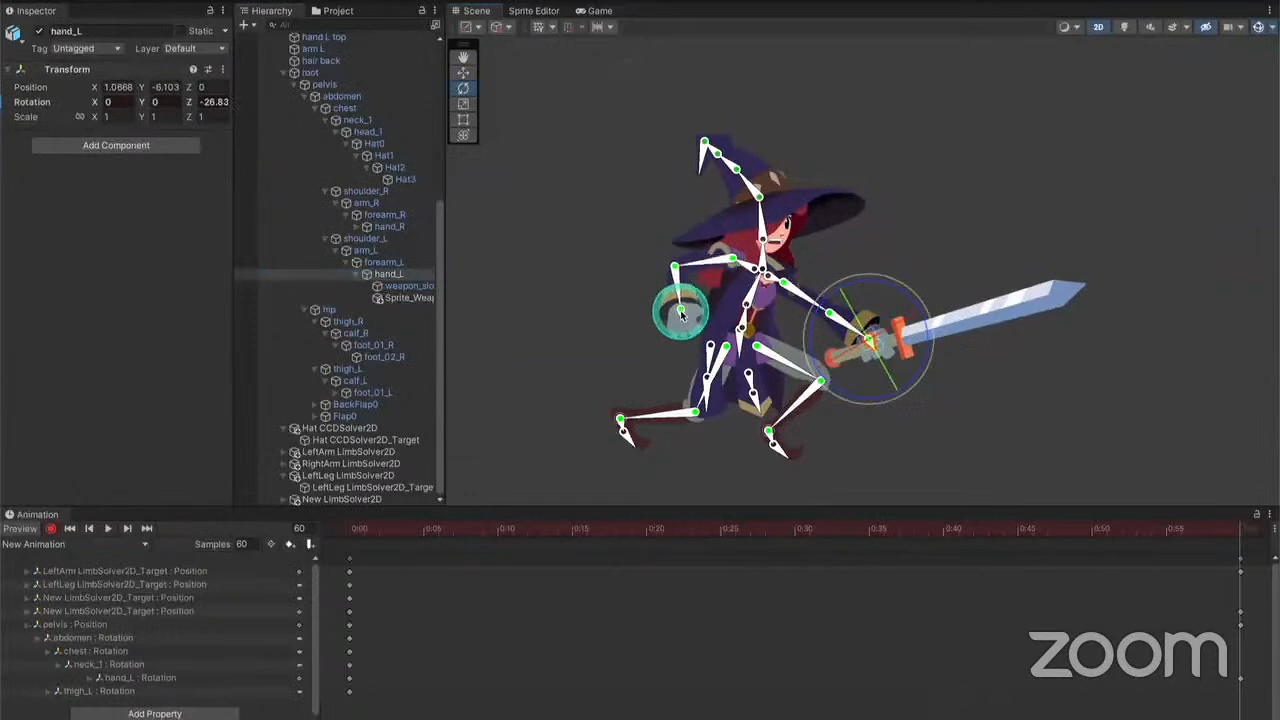 Inspector
Hierarchy
Project
Scene
Sprite Editor
Game
hand_L
Static
Tag Untagged
Layer Default
All
2D
Transform
Position X 1.0668 Y -6.103 Z 0
Rotation X 0 Y 0 Z -26.83
Scale X 1 Y 1 Z 1
Add Component
hand L top
arm L
hair back
root
pelvis
abdomen
chest
neck_1
head_1
Hat0
Hat1
Hat2
Hat3
shoulder_R
arm_R
forearm_R
hand_R
shoulder_L
arm_L
forearm_L
hand_L
weapon_slo
Sprite_Weap
hip
thigh_R
calf_R
foot_01_R
foot_02_R
thigh_L
calf_L
foot_01_L
BackFlap0
Flap0
Hat CCDSolver2D
Hat CCDSolver2D_Target
LeftArm LimbSolver2D
RightArm LimbSolver2D
LeftLeg LimbSolver2D
LeftLeg LimbSolver2D_Targe
New LimbSolver2D
Animation
Preview
60
0:00 0:05 0:10 0:15 0:20 0:25 0:30 0:35 0:40 0:45 0:50 0:55
New Animation
Samples: 60
LeftArm LimbSolver2D_Target : Position
LeftLeg LimbSolver2D_Target : Position
New LimbSolver2D_Target : Position
New LimbSolver2D_Target : Position
pelvis : Position
abdomen : Rotation
chest : Rotation
neck_1 : Rotation
hand_L : Rotation
thigh_L : Rotation
Add Property
zoom